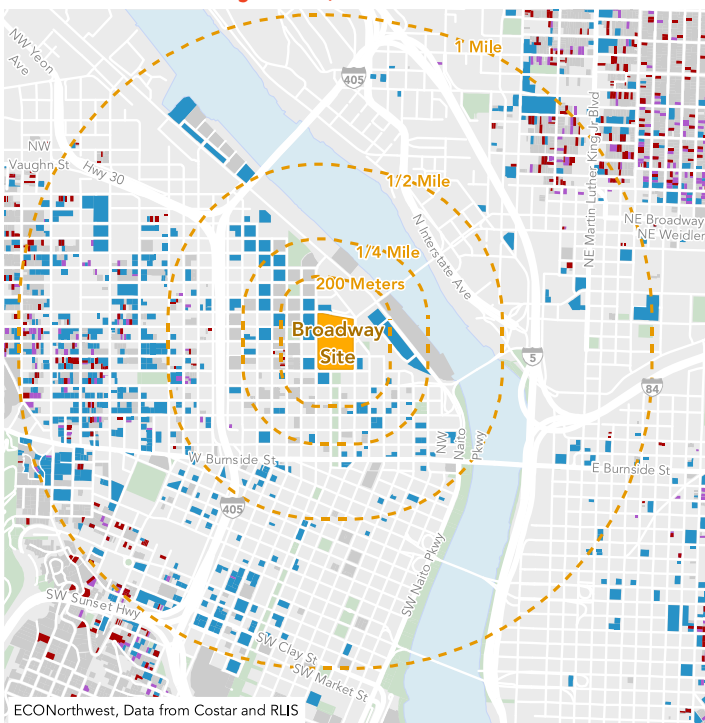 1 Mile
405
NW Yeon
Ave
NW
Vaughn St
Hwy 30
1/2 Mile
N Interstate Ave
NE Martin Luther King Jr Blvd
NE Broadway
NE Weidler
1/4 Mile
200 Meters
Broadway
Site
5
84
NW
Naito
Pkwy
W Burnside St
E Burnside St
405
SW Naito Pkwy
SW Sunset Hwy
SW Clay St
SW Market St
ECONorthwest, Data from Costar and RLIS